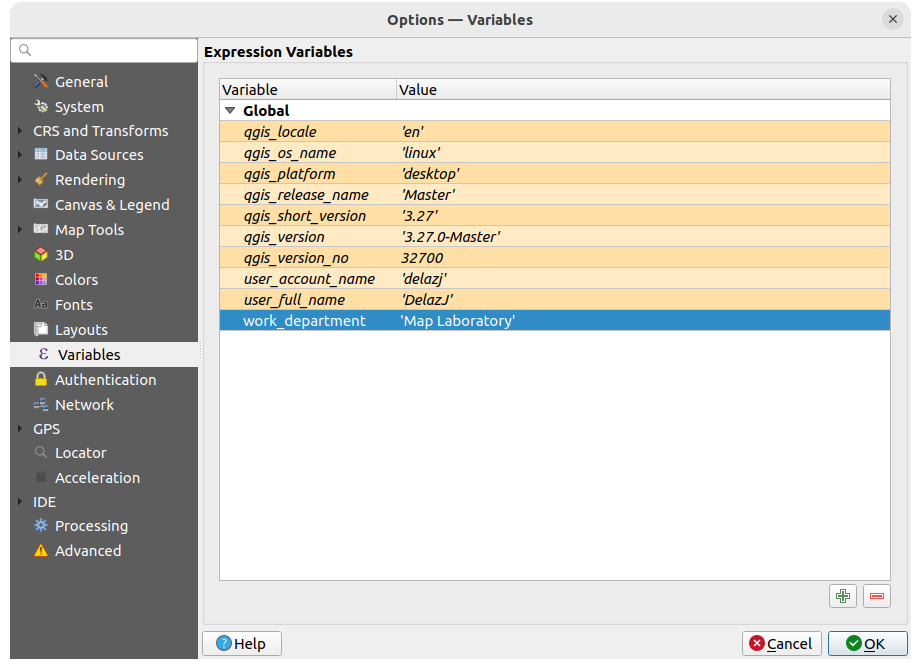 Options — Variables
General
System
CRS and Transforms
Data Sources
Rendering
Canvas & Legend
Map Tools
3D
Colors
Aa Fonts
Layouts
ε Variables
Authentication
Network
GPS
Locator
Acceleration
IDE
Processing
Advanced
Expression Variables
Variable Value
Global
qgis_locale 'en'
qgis_os_name 'linux'
qgis_platform 'desktop'
qgis_release_name 'Master'
qgis_short_version '3.27'
qgis_version '3.27.0-Master'
qgis_version_no 32700
user_account_name 'delazj'
user_full_name 'DelazJ'
work_department 'Map Laboratory'
? Help Cancel OK